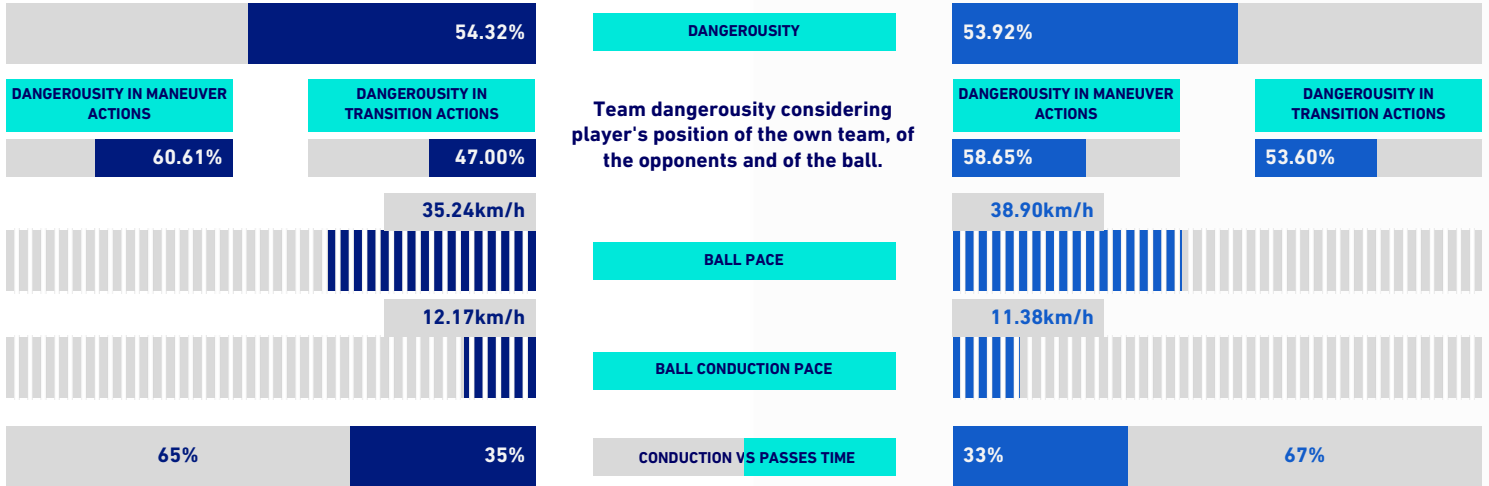 54.32%
DANGEROUSITY
53.92%
DANGEROUSITY IN MANEUVER
ACTIONS
DANGEROUSITY IN
TRANSITION ACTIONS
60.61%
47.00%
Team dangerousity considering
player's position of the own team, of
the opponents and of the ball.
DANGEROUSITY IN MANEUVER
ACTIONS
DANGEROUSITY IN
TRANSITION ACTIONS
58.65%
53.60%
35.24km/h
BALL PACE
38.90km/h
12.17km/h
BALL CONDUCTION PACE
11.38km/h
65%
35%
CONDUCTION VS PASSES TIME
33%
67%